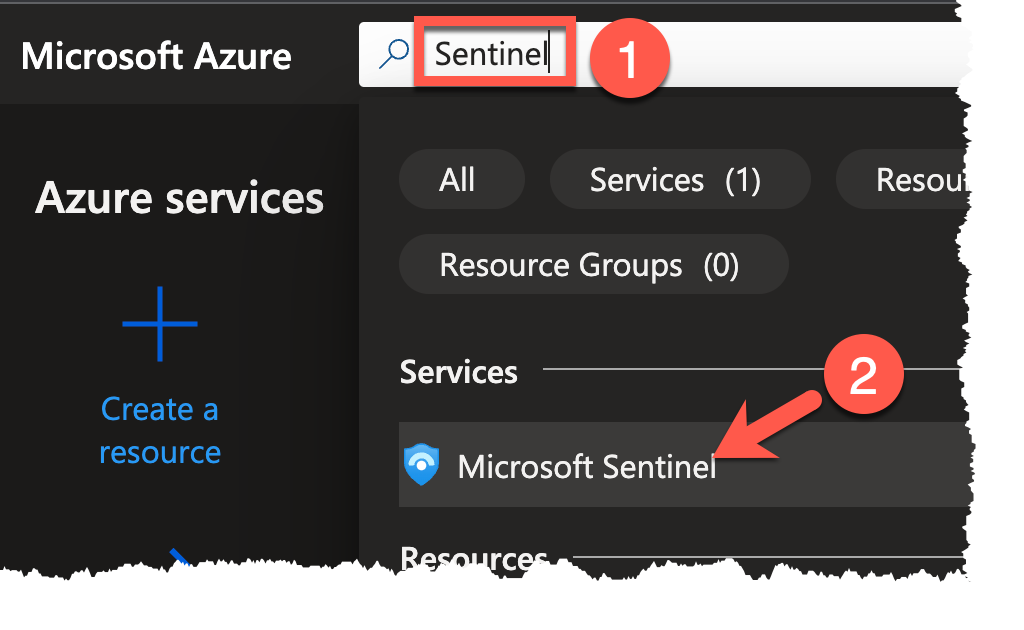 Microsoft Azure
Sentinel
1
All
Services (1)
Resou
Azure services
Resource Groups (0)
Services
2
Create a
resource
Microsoft Sentinel
Resources